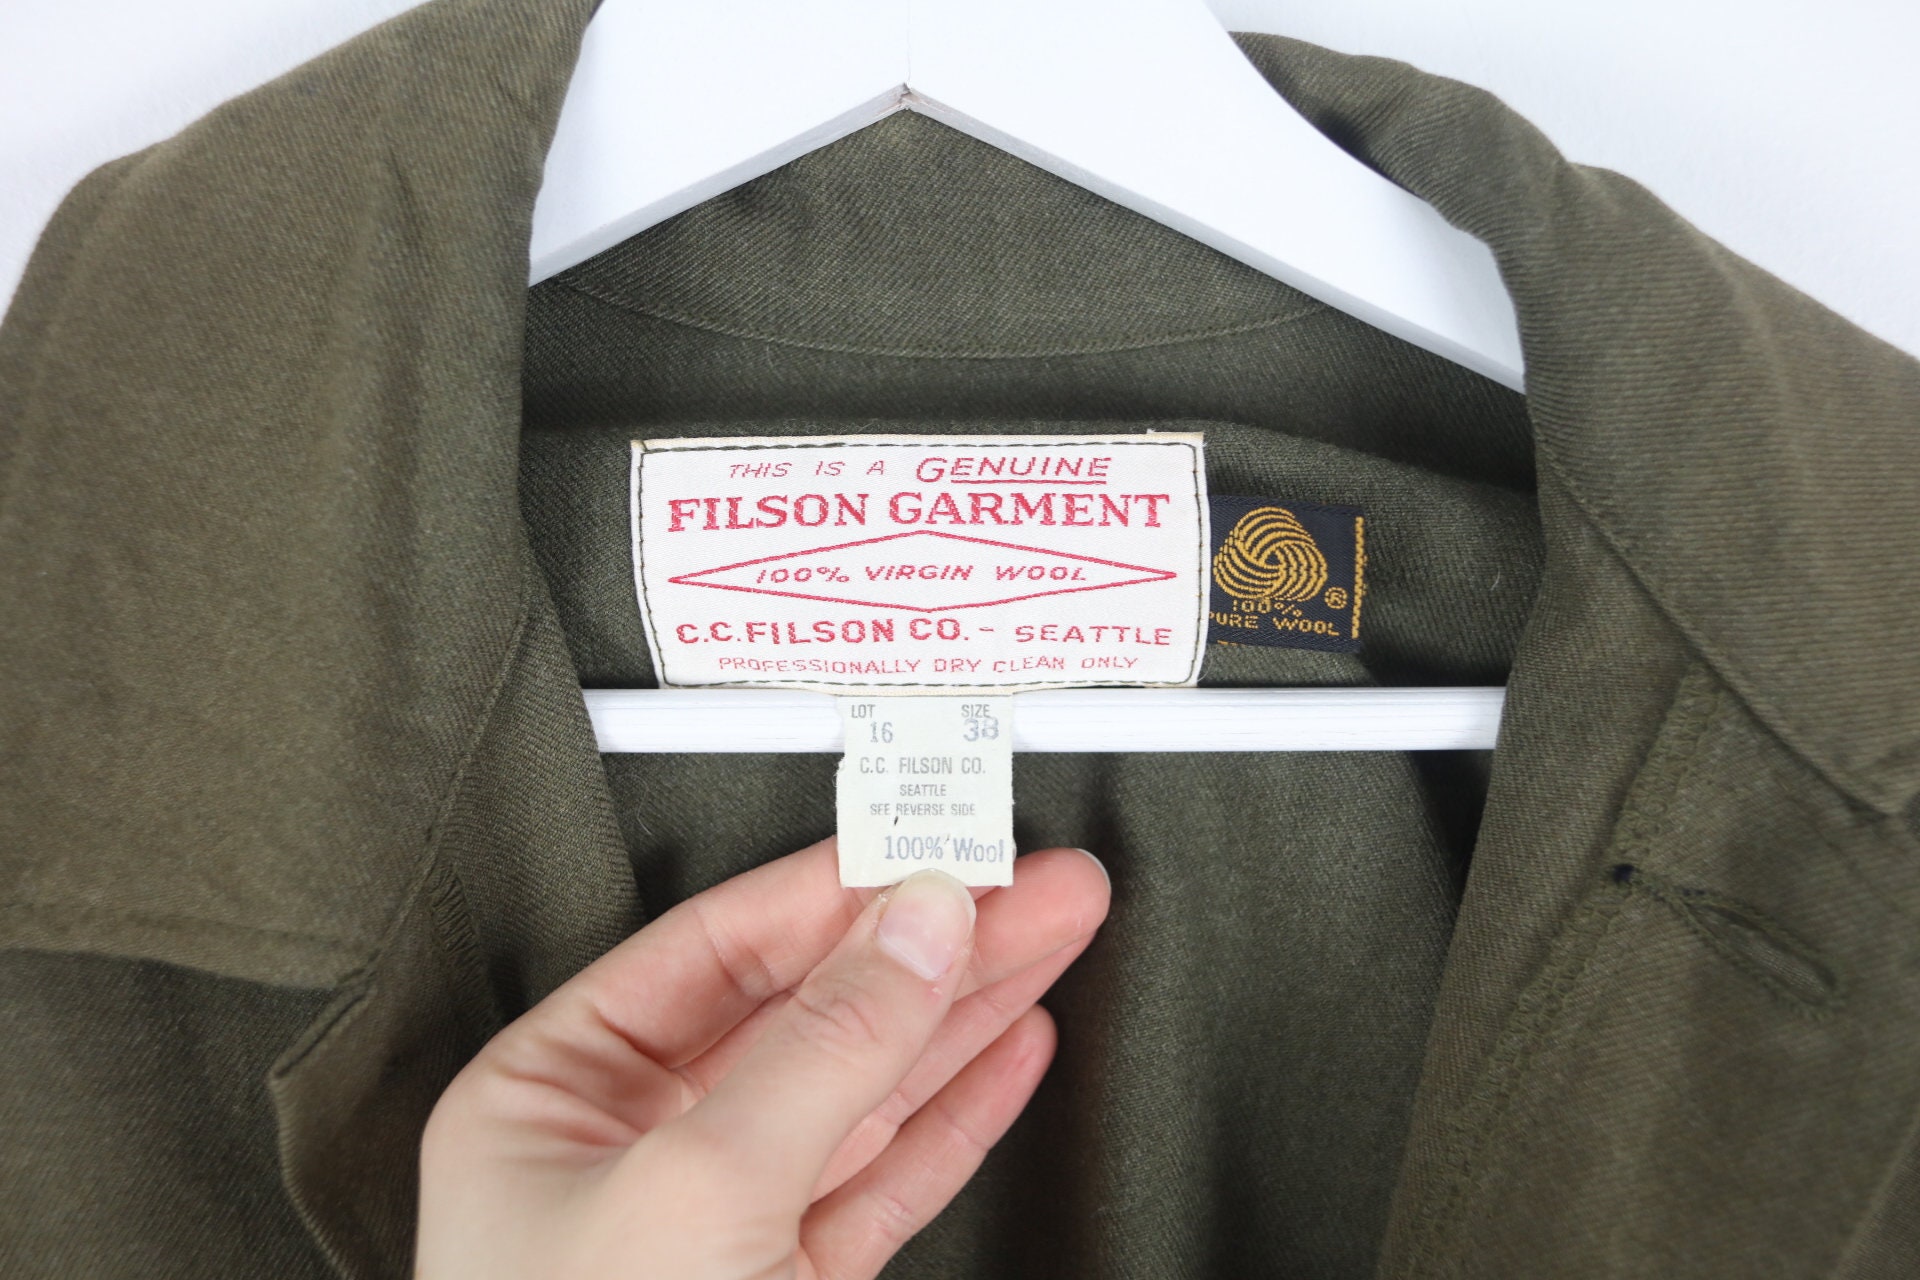 THIS IS A GENUINE
FILSON GARMENT
100% VIRGIN WOOL
C.C. FILSON CO. - SEATTLE
PROFESSIONALLY DRY CLEAN ONLY
®
100%
PURE WOOL
LOT SIZE
16 38
C.C. FILSON CO.
SEATTLE
SEE REVERSE SIDE
100% Wool